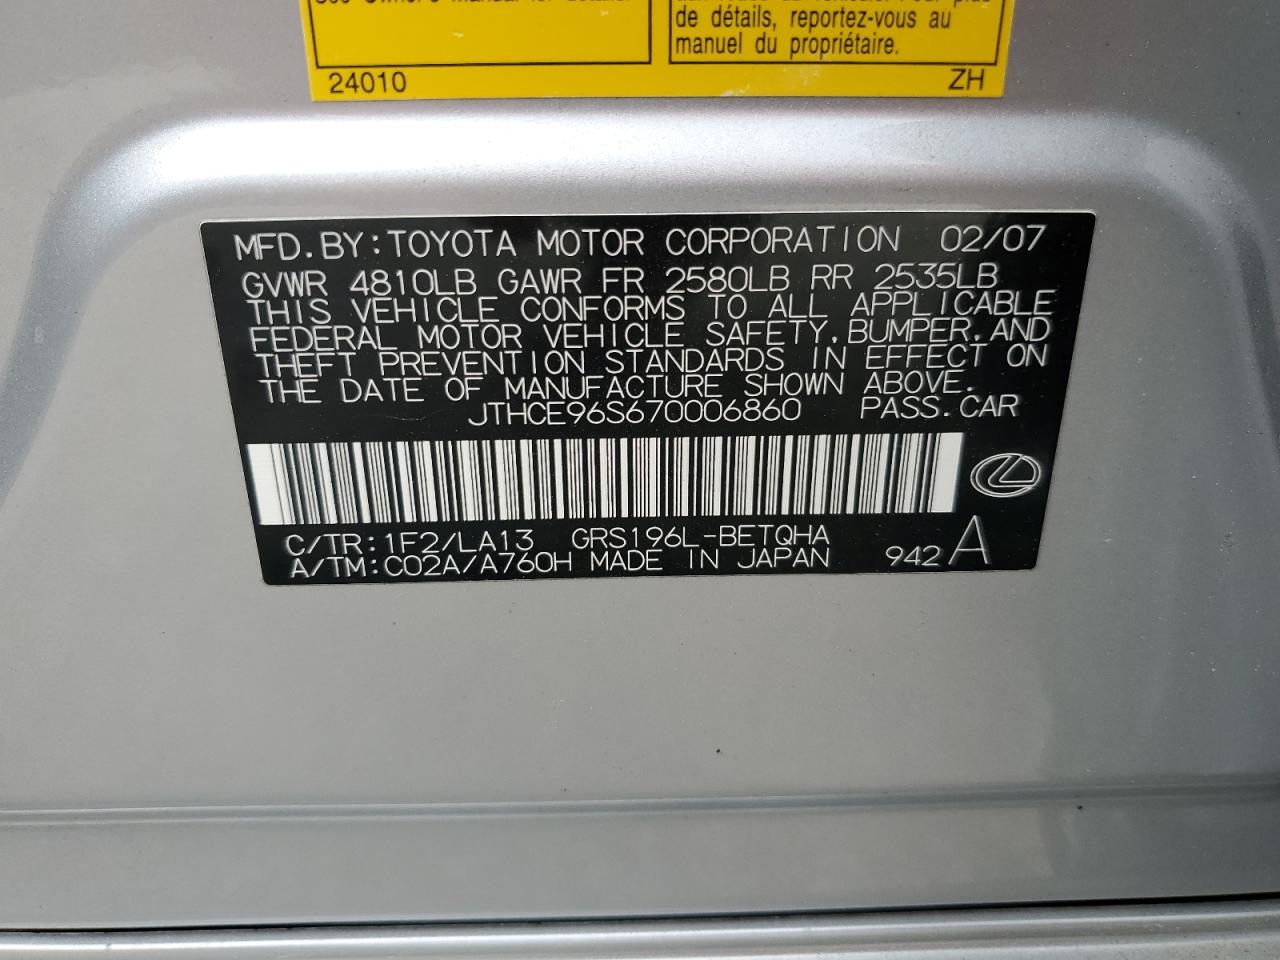 de détails, reportez-vous au
manuel du propriétaire.
24010
ZH
MFD. BY: TOYOTA MOTOR CORPORATION 02/07
GVWR 4810LB GAWR FR 2580LB RR 2535LB
THIS VEHICLE CONFORMS TO ALL APPLICABLE
FEDERAL MOTOR VEHICLE SAFETY, BUMPER, AND
THEFT PREVENTION STANDARDS IN EFFECT ON
THE DATE OF MANUFACTURE SHOWN ABOVE.
JTHCE96S670006860 PASS. CAR
C/TR: 1F2/LA13 GRS196L-BETQHA
A/TM: C02A/A760H MADE IN JAPAN 942 A